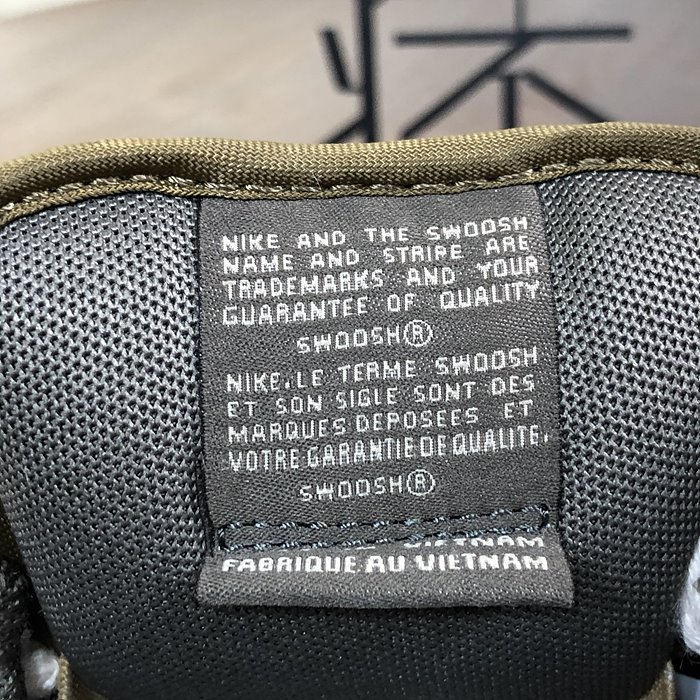 NIKE AND THE SWOOSH
NAME AND STRIPE ARE
TRADEMARKS AND YOUR
GUARANTEE OF QUALITY
SWOOSH®
NIKE, LE TERME SWOOSH
ET SON SIGLE SONT DES
MARQUES DEPOSEES ET
VOTRE GARANTIE DE QUALITE.
SWOOSH®
VIETNAM
FABRIQUE AU VIETNAM